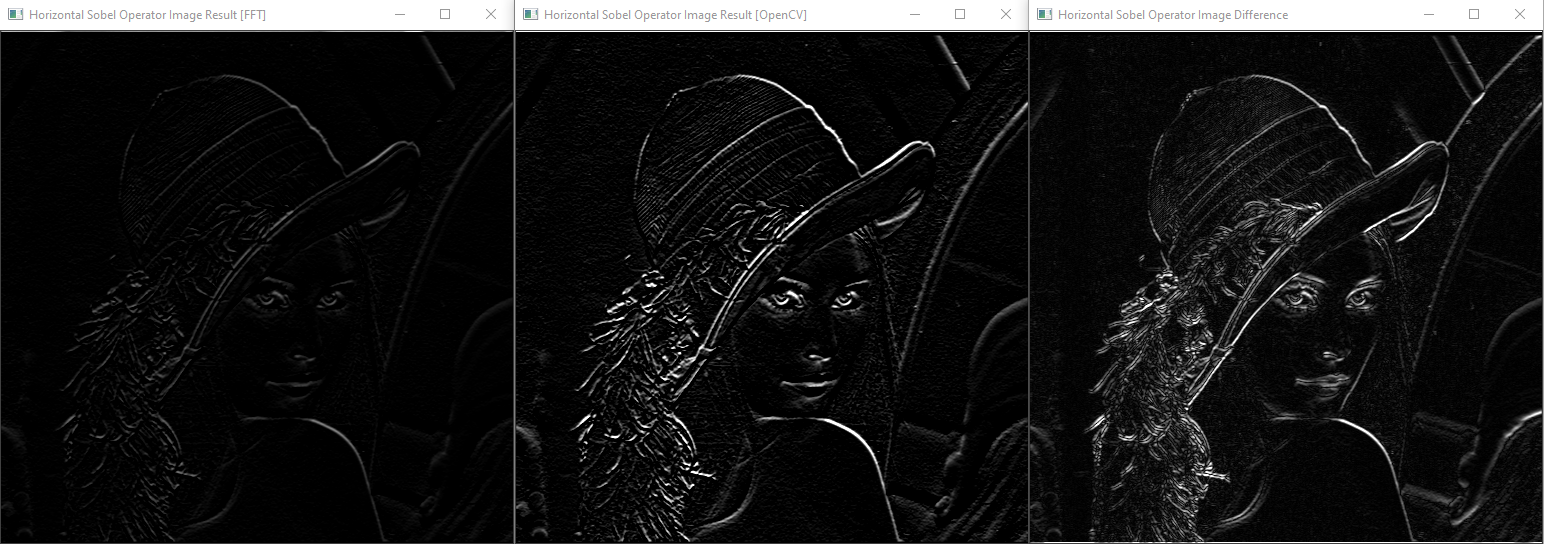 Horizontal Sobel Operator Image Result [FFT]
Horizontal Sobel Operator Image Result [OpenCV]
Horizontal Sobel Operator Image Difference